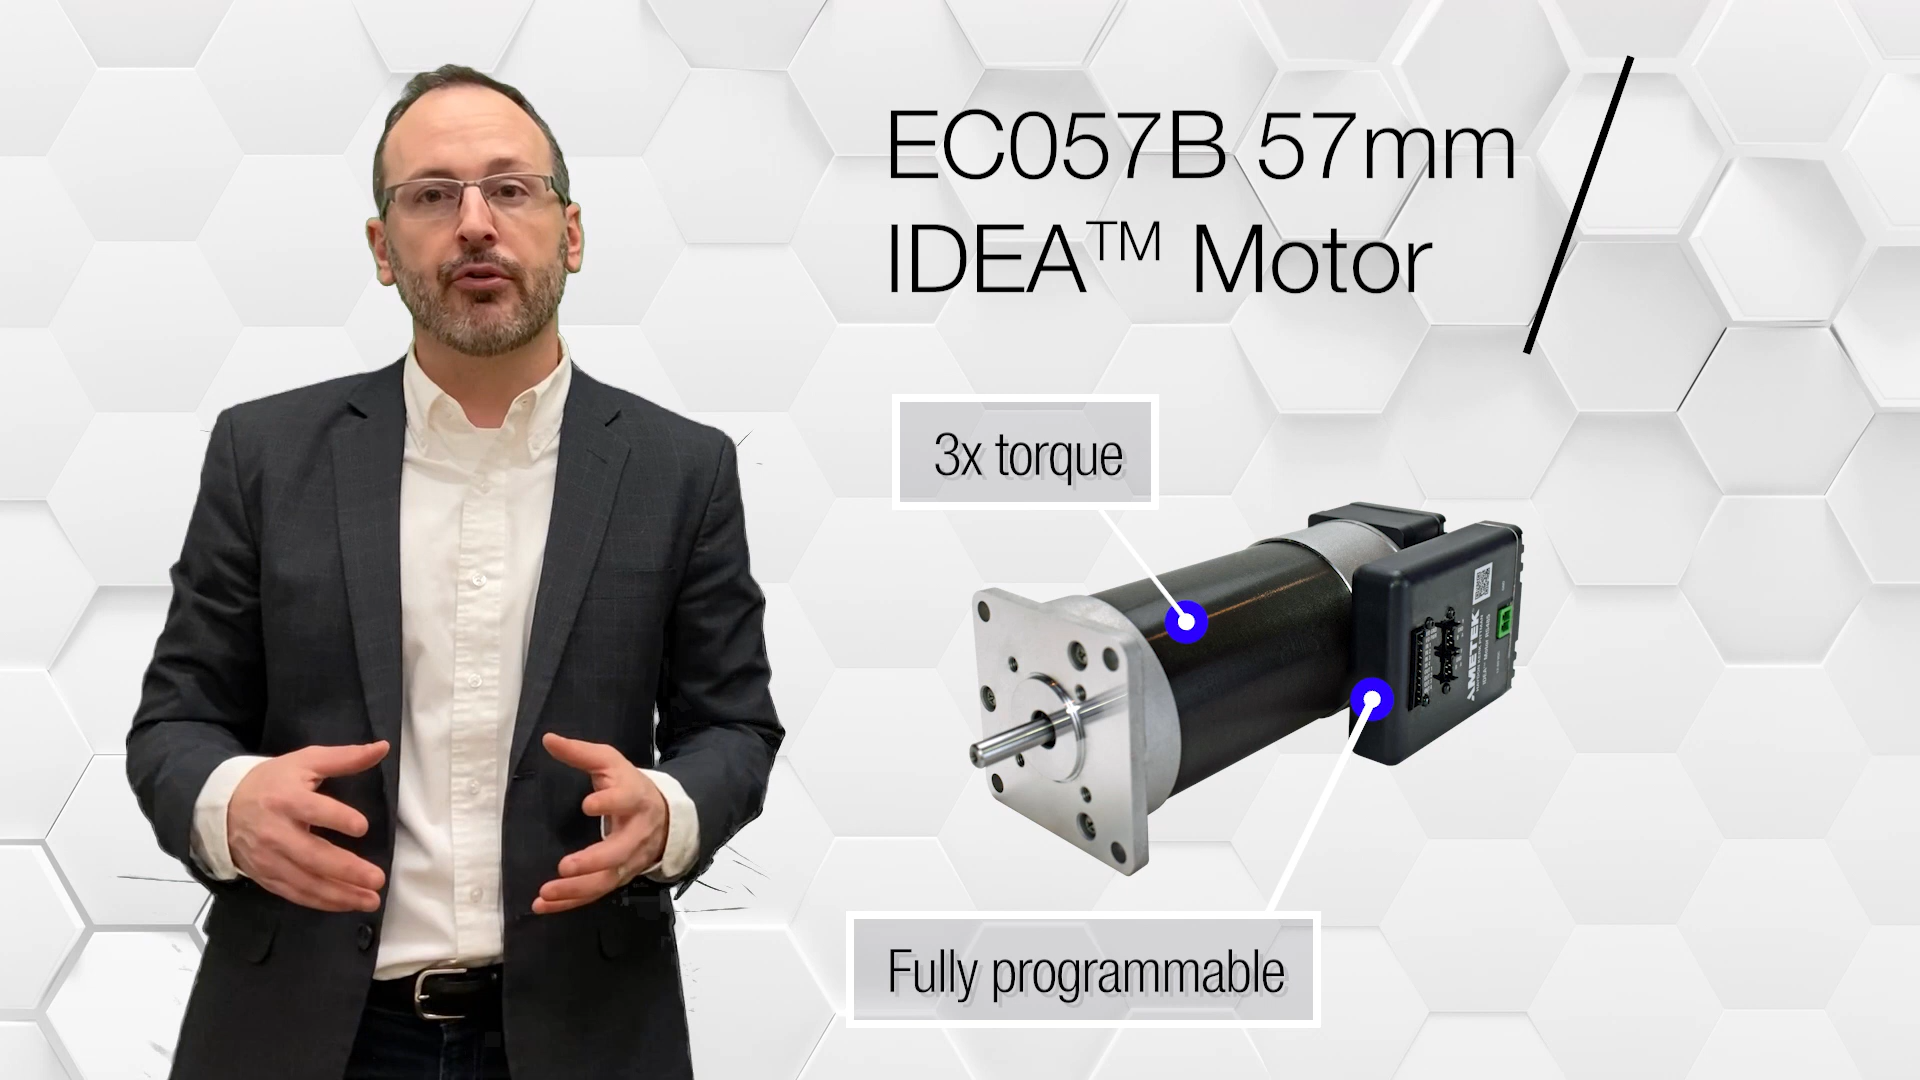 EC057B 57mm
IDEA™ Motor
3x torque
AMETEK
Fully programmable